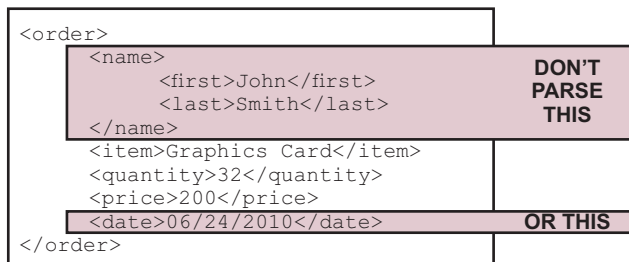 <order>
<name>
<first>John</first>
<last>Smith</last>
</name>
DON'T
PARSE
THIS
<item>Graphics Card</item>
<quantity>32</quantity>
<price>200</price>
<date>06/24/2010</date> OR THIS
</order>